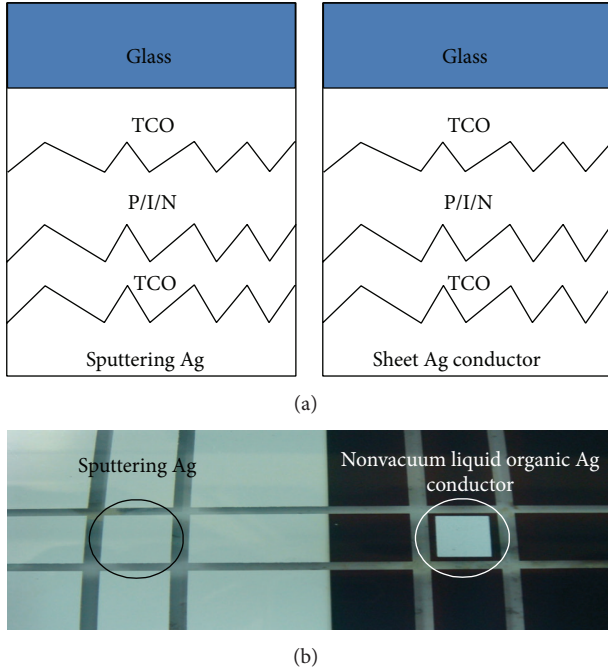 Glass
TCO
P/I/N
TCO
Sputtering Ag
Glass
TCO
P/I/N
TCO
Sheet Ag conductor
(a)
Sputtering Ag
Nonvacuum liquid organic Ag
conductor
(b)